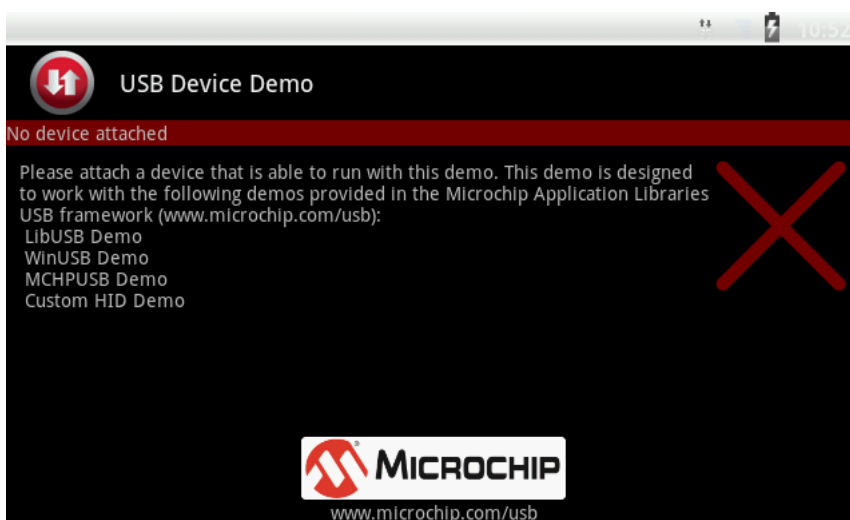 10:52
USB Device Demo
No device attached
Please attach a device that is able to run with this demo. This demo is designed
to work with the following demos provided in the Microchip Application Libraries
USB framework (www.microchip.com/usb):
LibUSB Demo
WinUSB Demo
MCHPUSB Demo
Custom HID Demo
MICROCHIP
www.microchip.com/usb